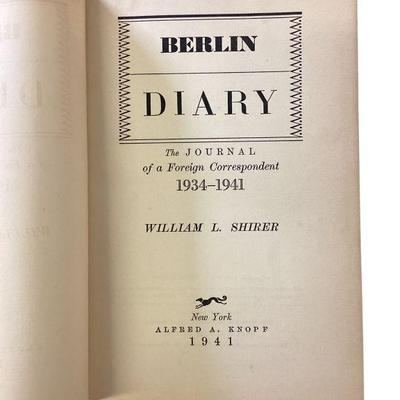 BERLIN
DIARY
The JOURNAL
of a Foreign Correspondent
1934–1941
WILLIAM L. SHIRER
New York
ALFRED A. KNOPF
1941